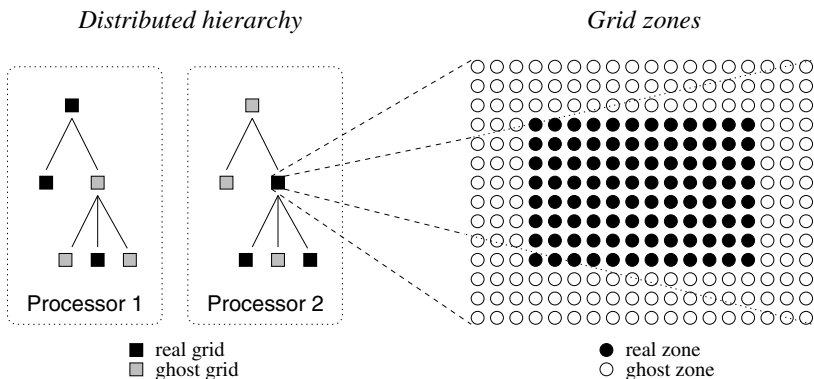 Distributed hierarchy
Grid zones
Processor 1
Processor 2
real grid
ghost grid
real zone
ghost zone